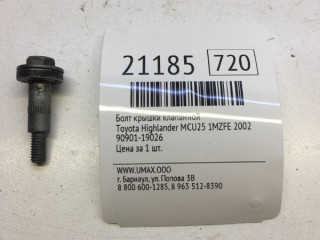 21185 720
Болт крышки клапанной
Toyota Highlander MCU25 1MZFE 2002
90901-19026
Цена за 1 шт.
WWW.UMAX.OOO
г. Барнаул, ул. Попова 3В
8 800 600-1285, 8 963 512-8390